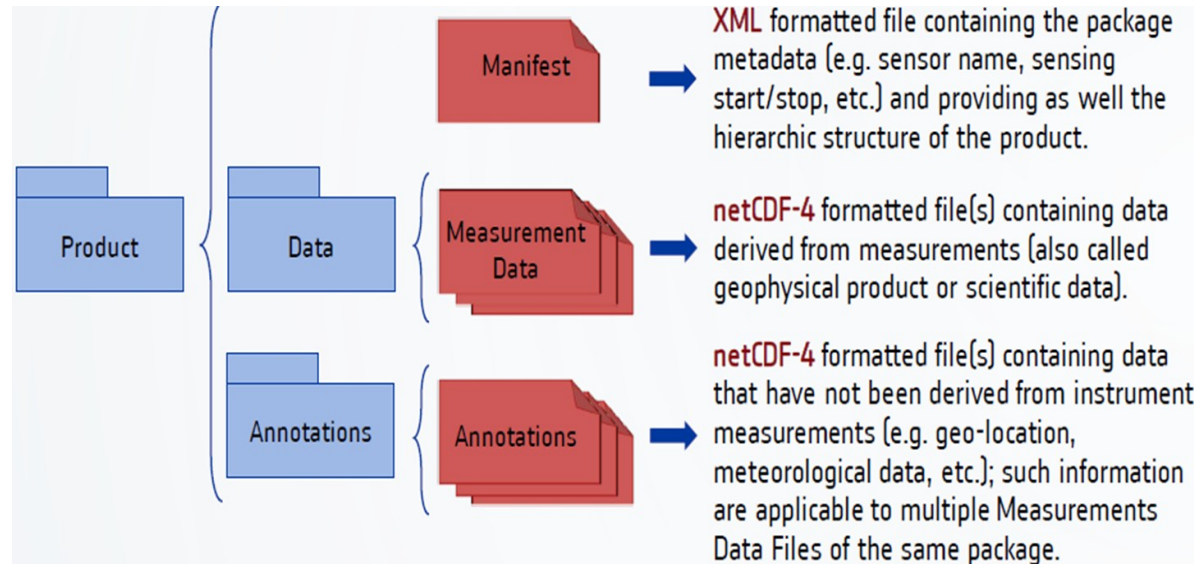 Manifest
XML formatted file containing the package
metadata (e.g. sensor name, sensing
start/stop, etc.) and providing as well the
hierarchic structure of the product.
Product
Data
Measurement
Data
netCDF-4 formatted file(s) containing data
derived from measurements (also called
geophysical product or scientific data).
Annotations
Annotations
netCDF-4 formatted file(s) containing data
that have not been derived from instrument
measurements (e.g. geo-location,
meteorological data, etc.); such information
are applicable to multiple Measurements
Data Files of the same package.